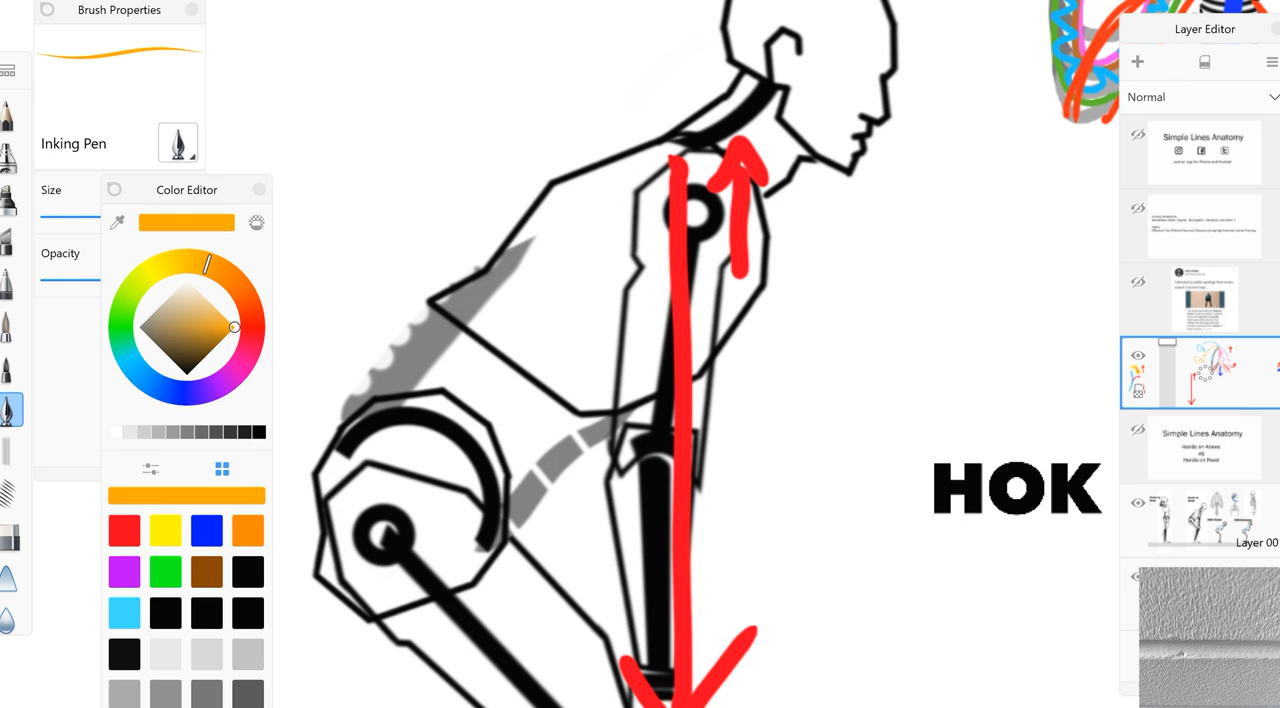 Brush Properties
Inking Pen
Size
Opacity
Color Editor
HOK
Layer Editor
Normal
Simple Lines Anatomy
Simple Lines Anatomy
Hands on Knees
vs
Hands on Head
Layer 00